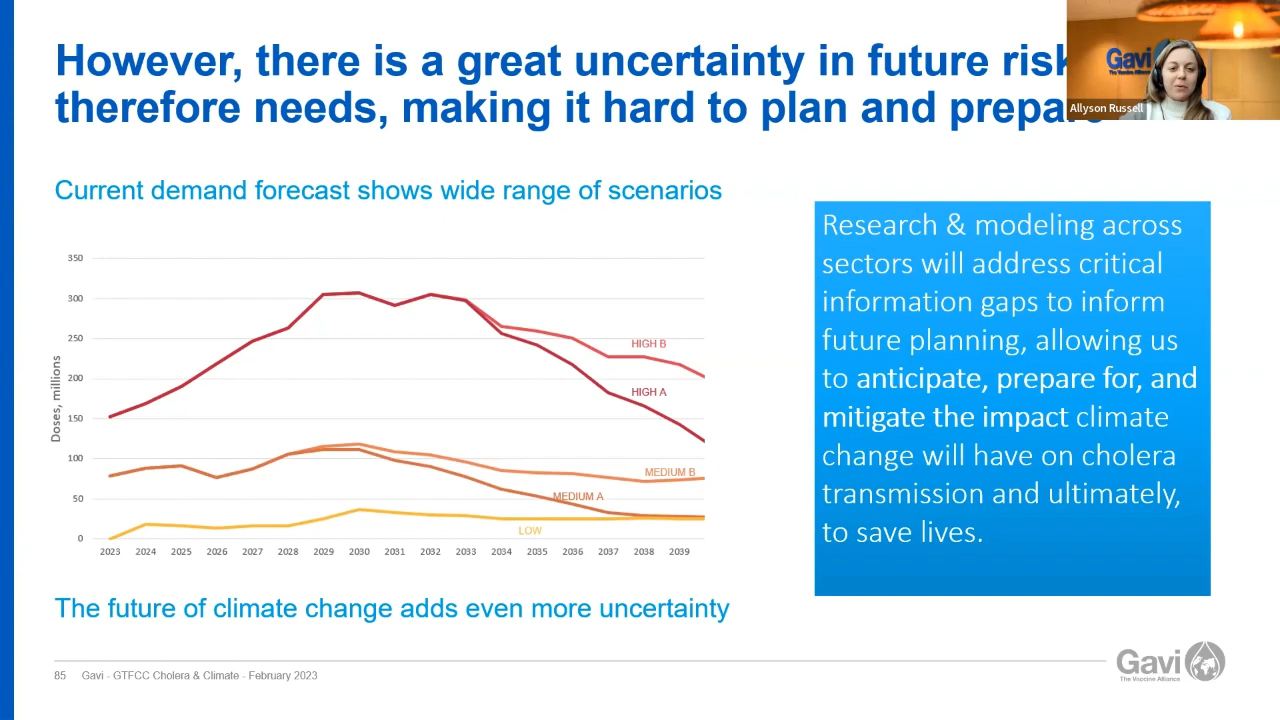 However, there is a great uncertainty in future risk
therefore needs, making it hard to plan and prepare
Gavi
The Vaccine Alliance
Allyson Russell
Current demand forecast shows wide range of scenarios
350
300
250
200
150
100
50
0
Doses, millions
HIGH B
HIGH A
MEDIUM B
MEDIUM A
LOW
2023 2024 2025 2026 2027 2028 2029 2030 2031 2032 2033 2034 2035 2036 2037 2038 2039
Research & modeling across
sectors will address critical
information gaps to inform
future planning, allowing us
to anticipate, prepare for, and
mitigate the impact climate
change will have on cholera
transmission and ultimately,
to save lives.
The future of climate change adds even more uncertainty
85 Gavi - GTFCC Cholera & Climate - February 2023
Gavi
The Vaccine Alliance